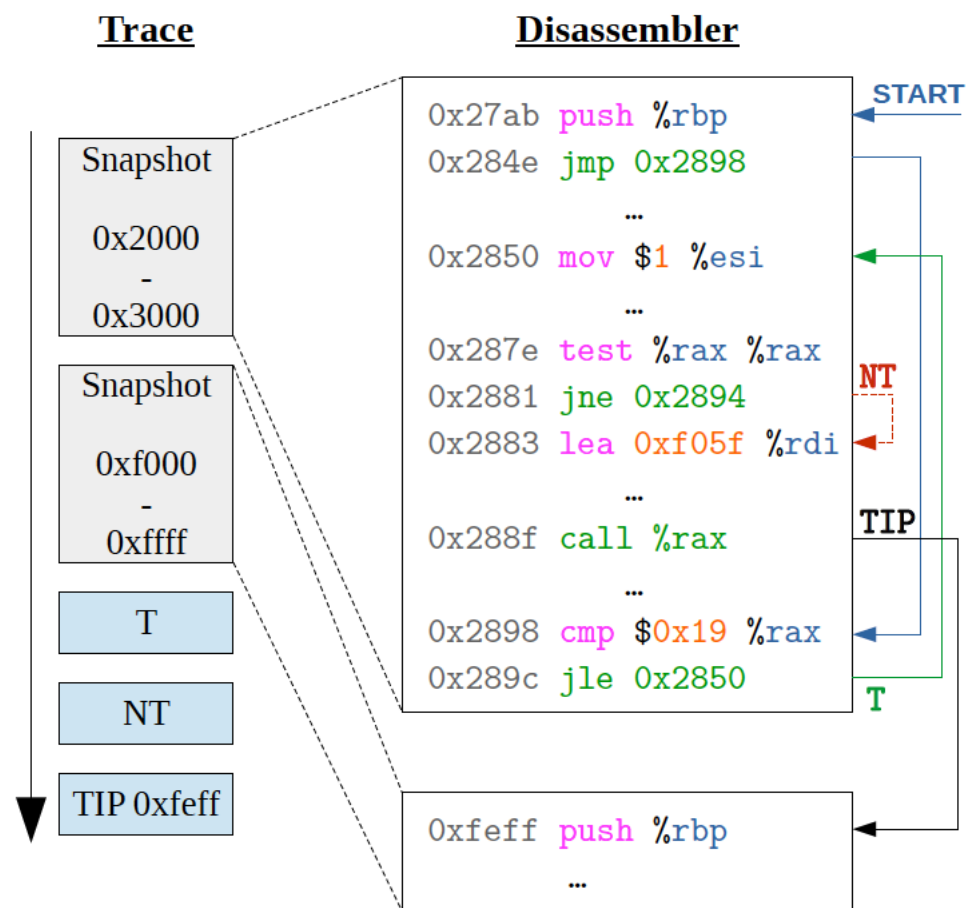 Trace
Snapshot
0x2000
-
0x3000
Snapshot
0xf000
-
0xffff
T
NT
TIP 0xfeff
Disassembler
START
0x27ab push %rbp
0x284e jmp 0x2898
...
0x2850 mov $1 %esi
...
0x287e test %rax %rax
NT
0x2881 jne 0x2894
0x2883 lea 0xf05f %rdi
...
TIP
0x288f call %rax
...
0x2898 cmp $0x19 %rax
0x289c jle 0x2850
T
0xfeff push %rbp
...